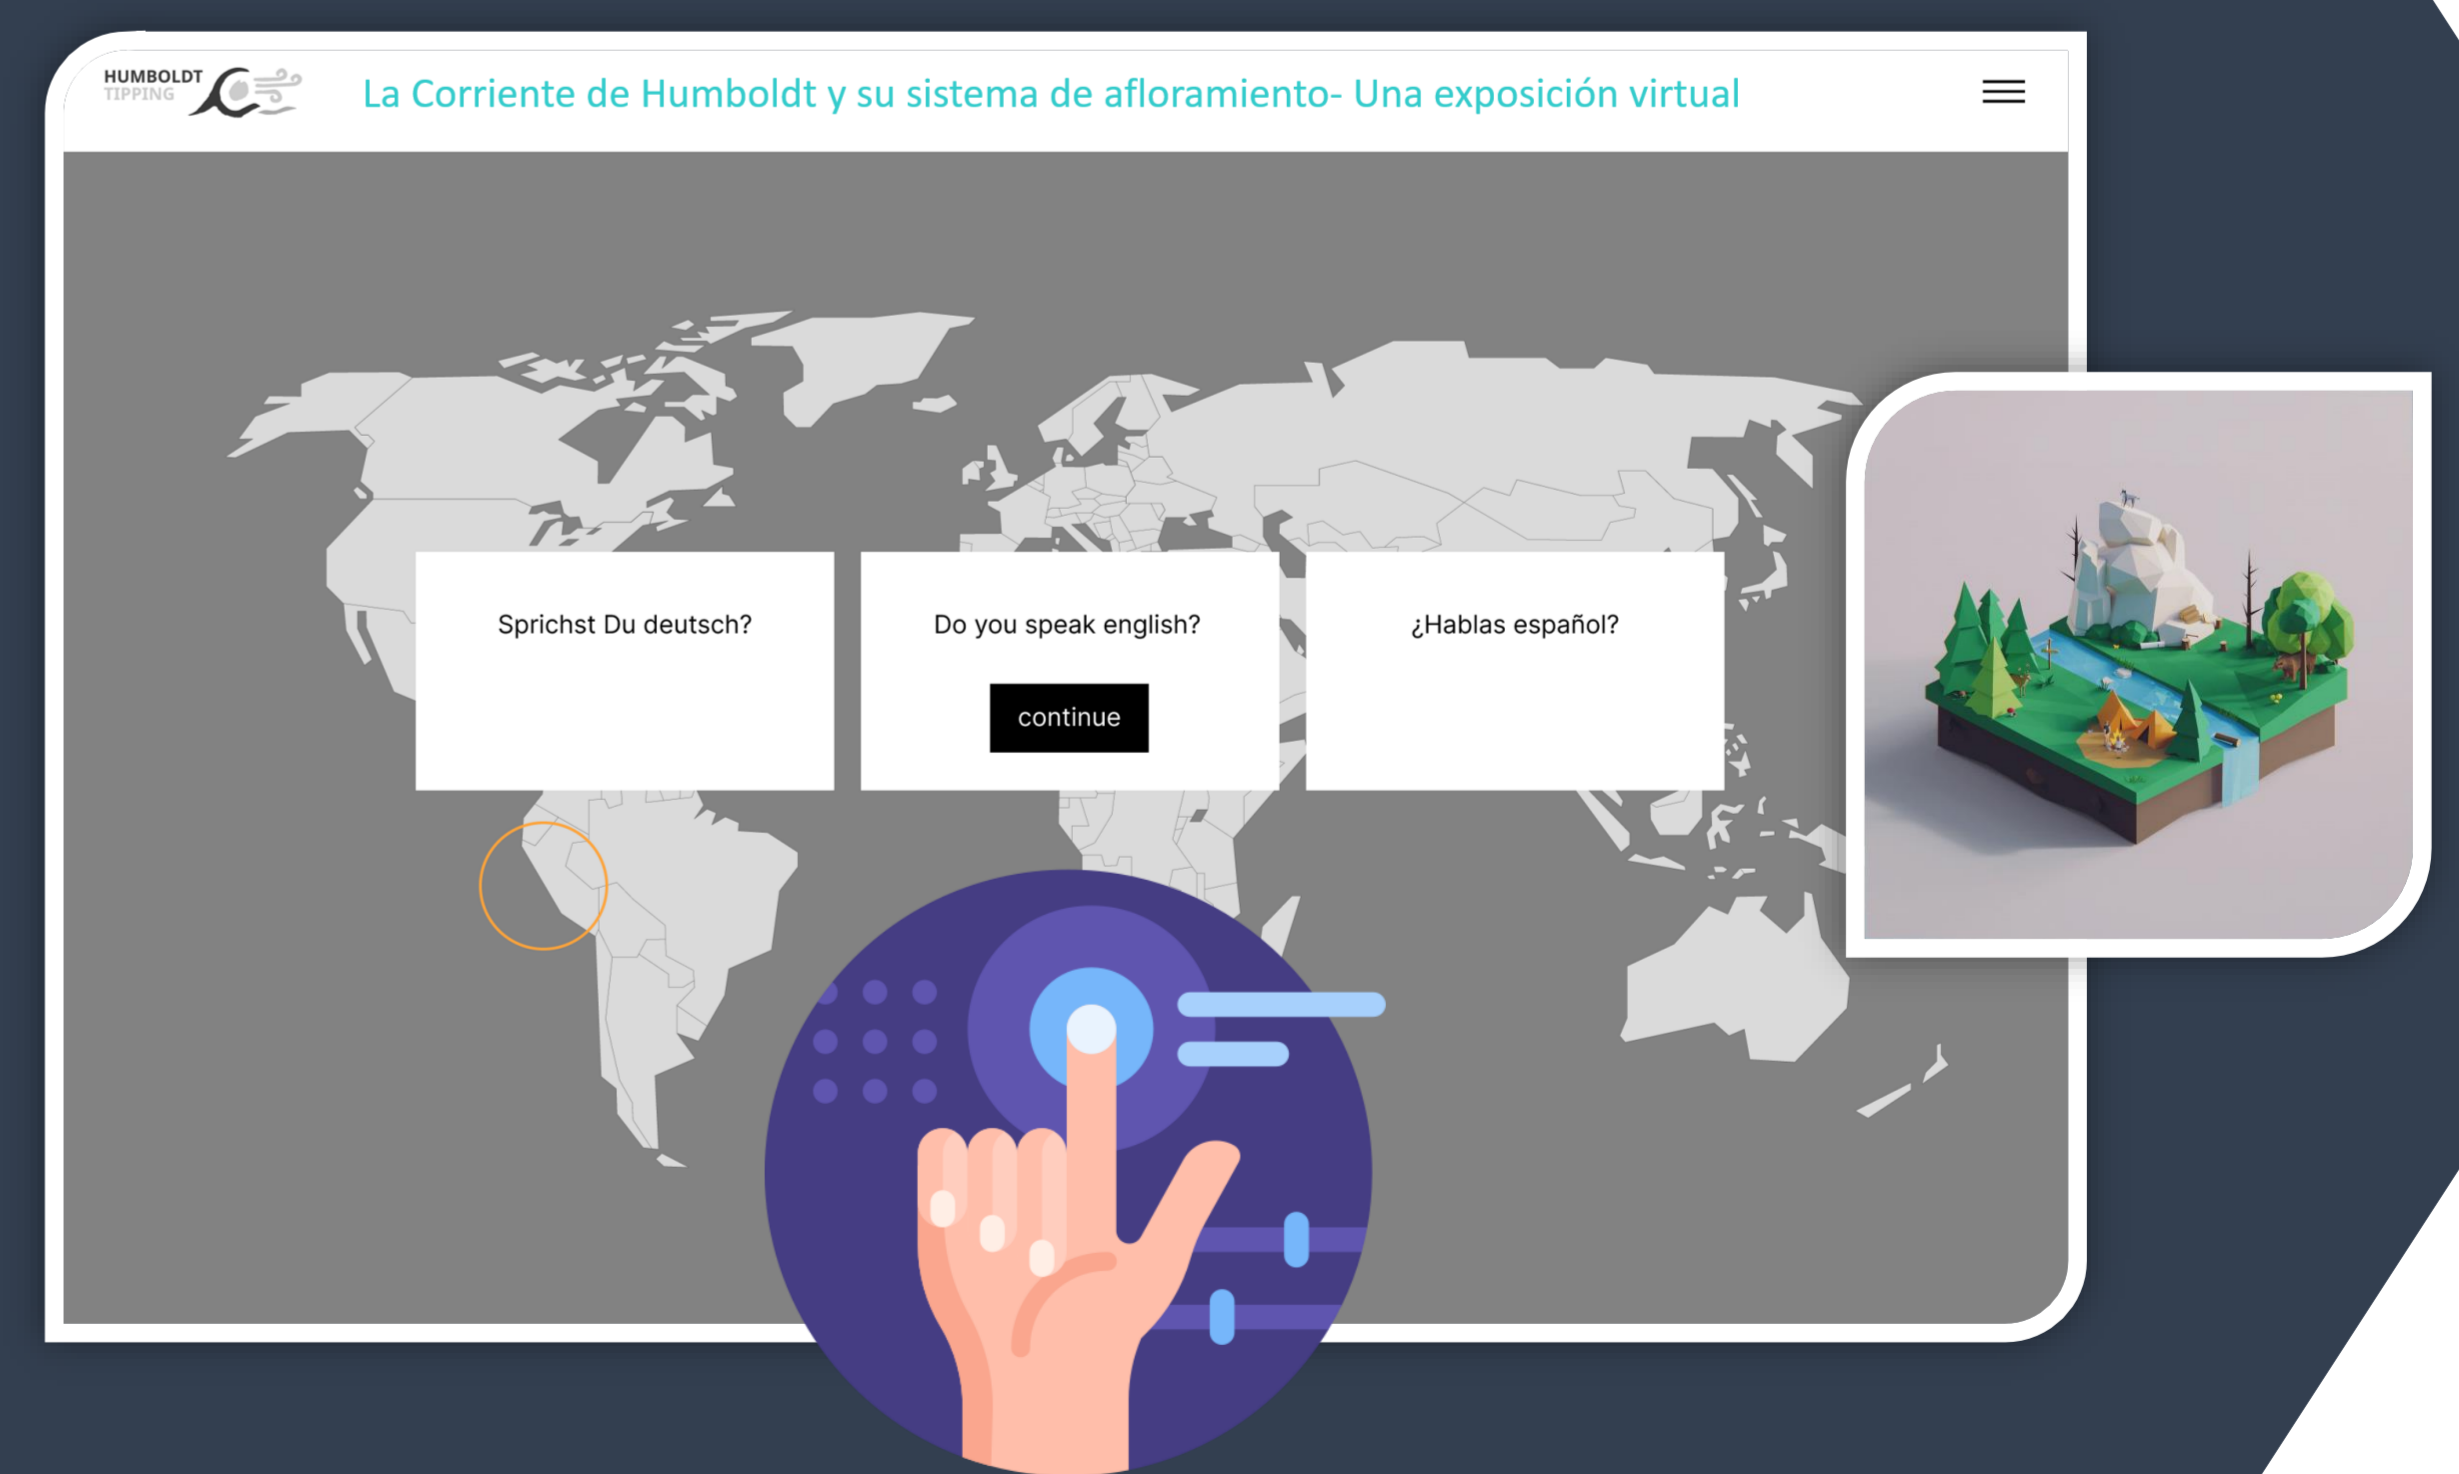 HUMBOLDT
TIPPING
La Corriente de Humboldt y su sistema de afloramiento- Una exposición virtual
Sprichst Du deutsch?
Do you speak english?
continue
¿Hablas español?